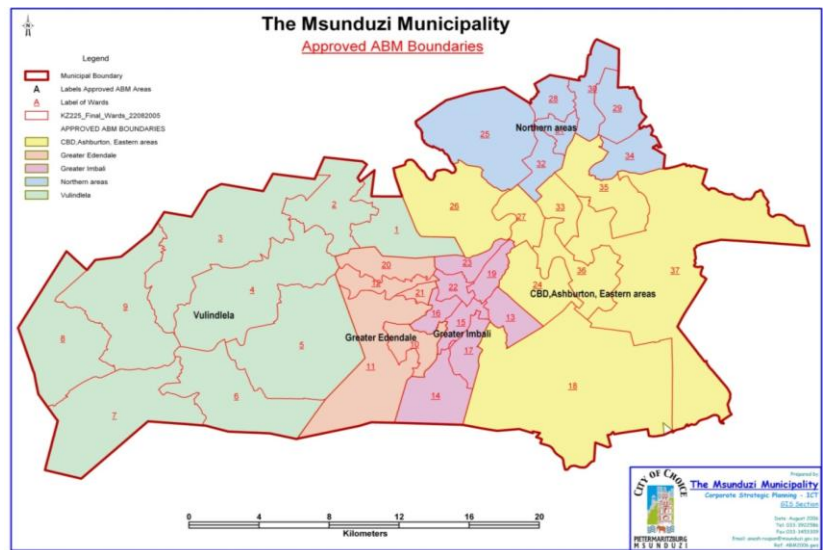 The Msunduzi Municipality
Approved ABM Boundaries
Legend
Municipal Boundary
A Labels Approved ABM Areas
A Label of Wards
KZ225_Final_Wards_22082005
APPROVED ABM BOUNDARIES
CBD,Ashburton, Eastern areas
Greater Edendale
Greater Imbali
Northern areas
Vulindlela
28
29
25
Northern areas
32
34
35
2
26
33
27
1
3
23
20
19
37
36
4
22
24
21
9
CBD,Ashburton, Eastern areas
16
Vulindlela
13
15
Greater Edendale
Greater Imbali
8
5
17
11
18
6
14
7
0 4 8 12 16 20
Kilometers
CITY OF CHOICE
PIETERMARITZBURG
MSUNDUZI
Prepared by
The Msunduzi Municipality
Corporate Strategic Planning - ICT
GIS Section
Date: August 2006